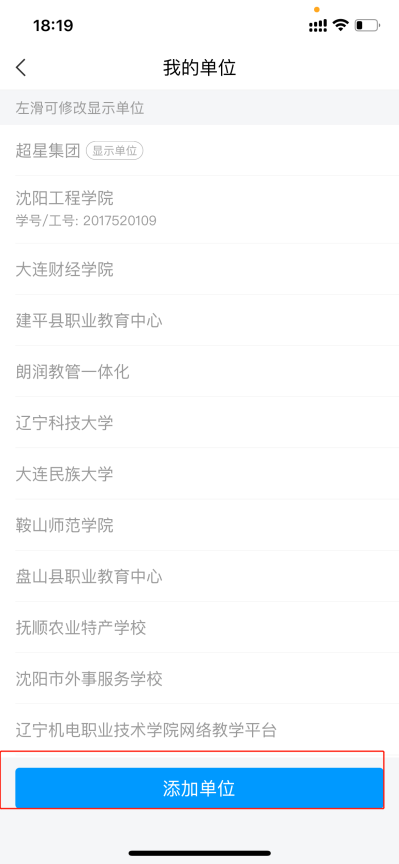 18:19
我的单位
左滑可修改显示单位
超星集团 显示单位
沈阳工程学院
学号/工号: 2017520109
大连财经学院
建平县职业教育中心
朗润教管一体化
辽宁科技大学
大连民族大学
鞍山师范学院
盘山县职业教育中心
抚顺农业特产学校
沈阳市外事服务学校
辽宁机电职业技术学院网络教学平台
添加单位